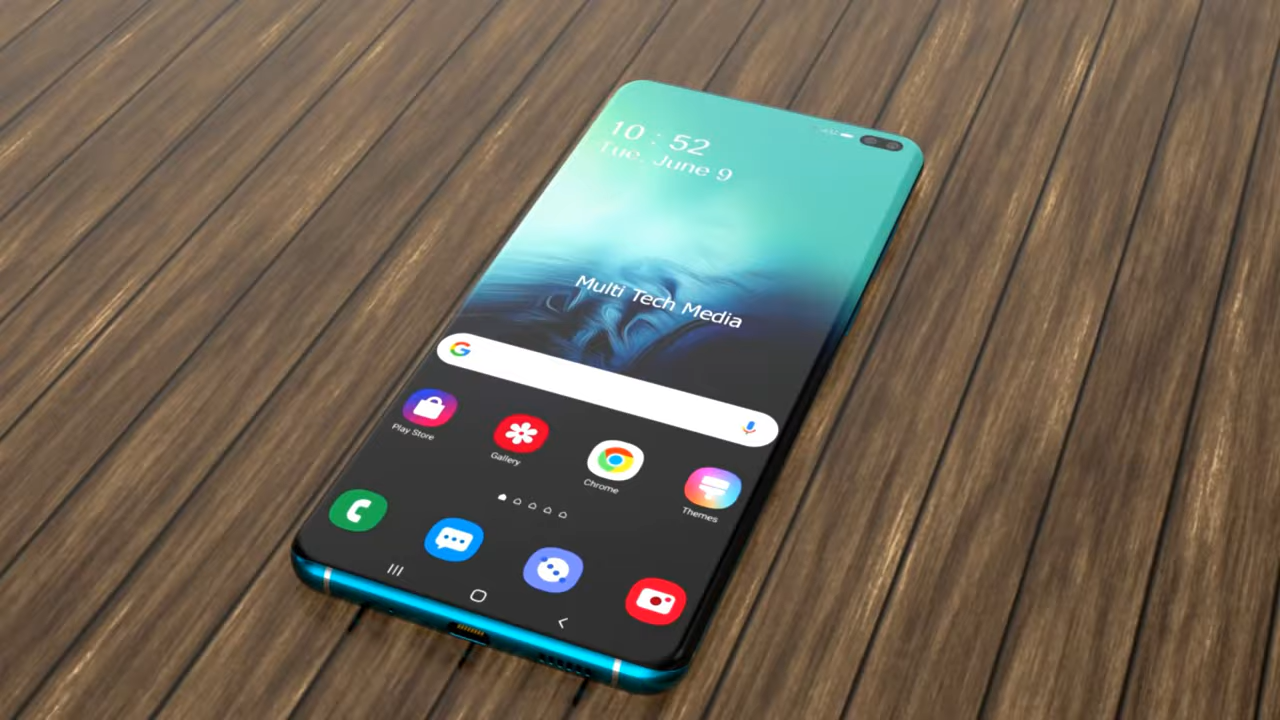 10 : 52
Tue. June 9
Multi Tech Media
Play Store
Gallery
Chrome
Themes